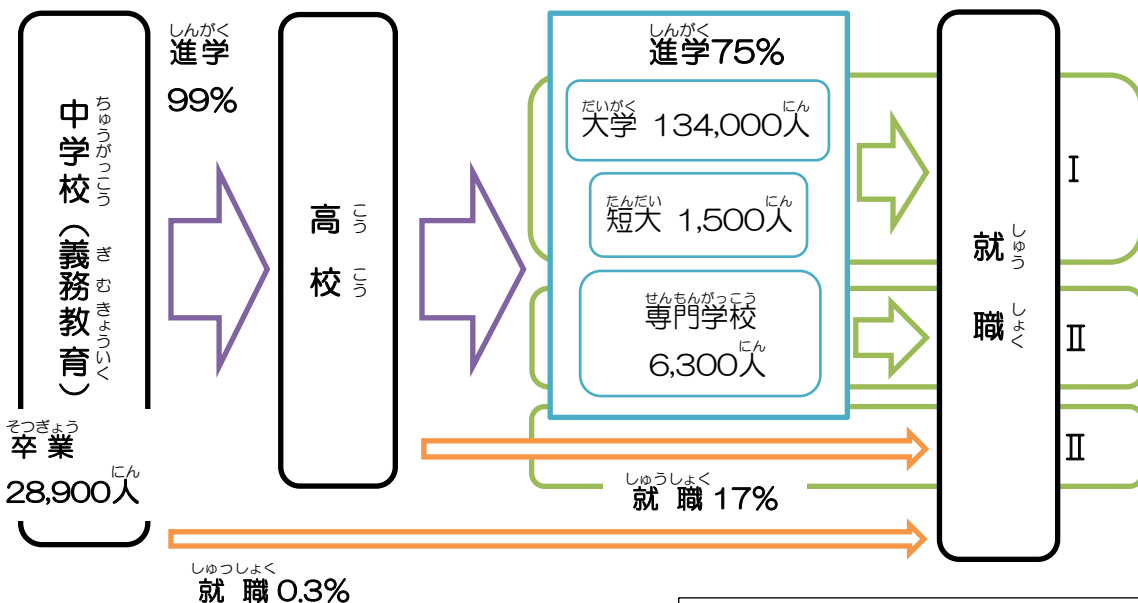 しんがく
進学
99%
ちゅうがっこう ぎむきょういく
中学校（義務教育）
そつぎょう
卒業
にん
28,900人
こうこう
高校
しんがく
進学75%
だいがく にん
大学 134,000人
たんだい にん
短大 1,500人
せんもんがっこう
専門学校
にん
6,300人
しゅうしょく
就職
Ⅰ
Ⅱ
Ⅱ
しゅうしょく
就職17%
しゅつしょく
就職0.3%